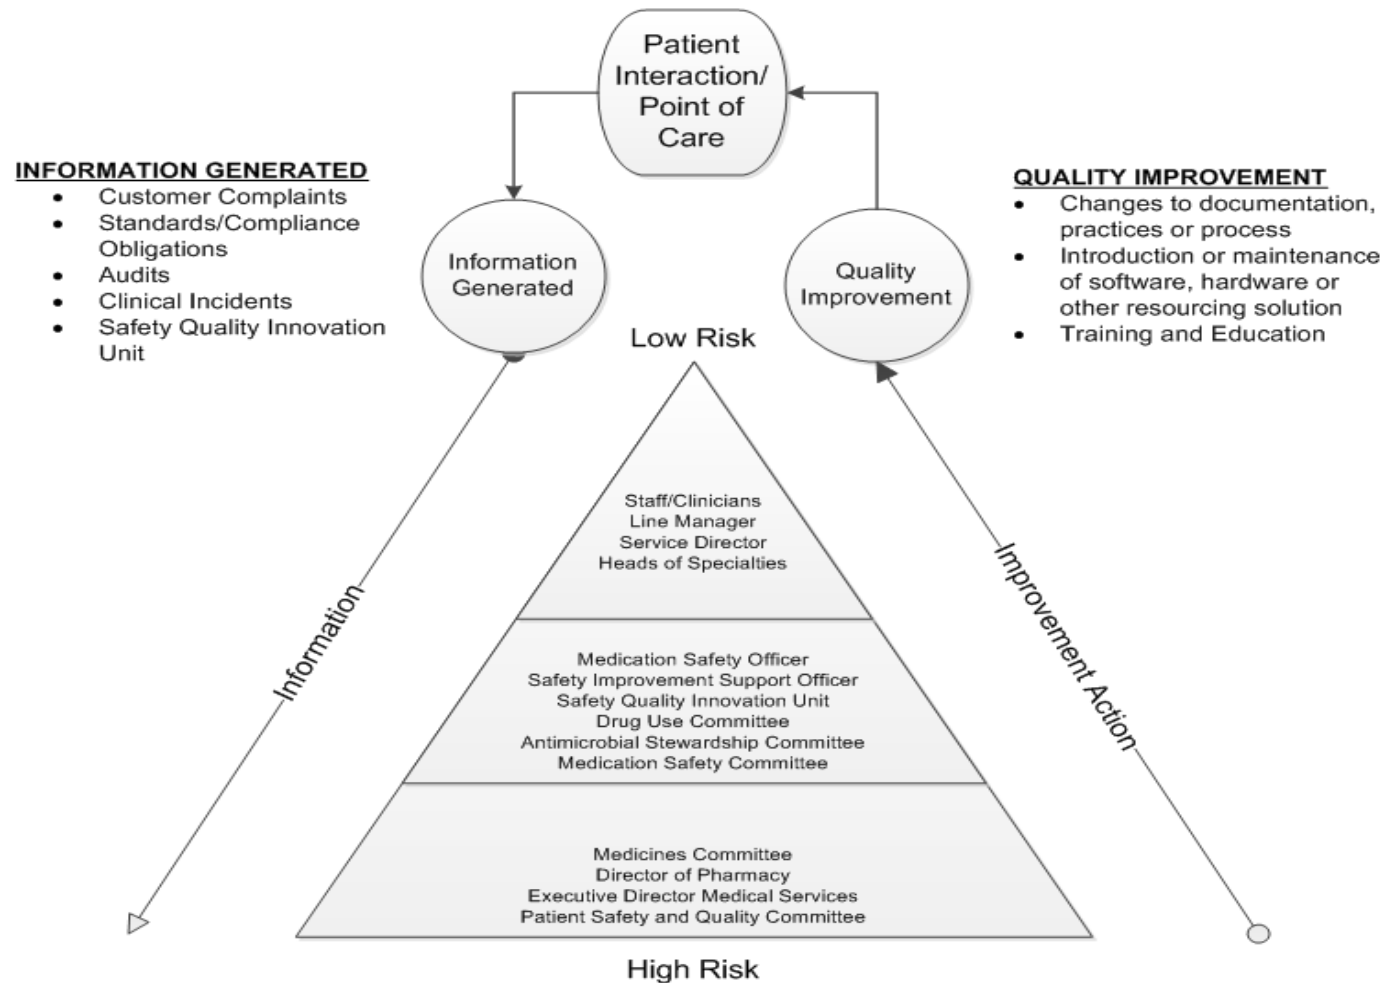 Patient
Interaction/
Point of
Care
INFORMATION GENERATED
• Customer Complaints
• Standards/Compliance
Obligations
• Audits
• Clinical Incidents
• Safety Quality Innovation
Unit
Information
Generated
Quality
Improvement
QUALITY IMPROVEMENT
• Changes to documentation,
practices or process
• Introduction or maintenance
of software, hardware or
other resourcing solution
• Training and Education
Low Risk
Staff/Clinicians
Line Manager
Service Director
Heads of Specialties
Information
Improvement Action
Medication Safety Officer
Safety Improvement Support Officer
Safety Quality Innovation Unit
Drug Use Committee
Antimicrobial Stewardship Committee
Medication Safety Committee
Medicines Committee
Director of Pharmacy
Executive Director Medical Services
Patient Safety and Quality Committee
High Risk